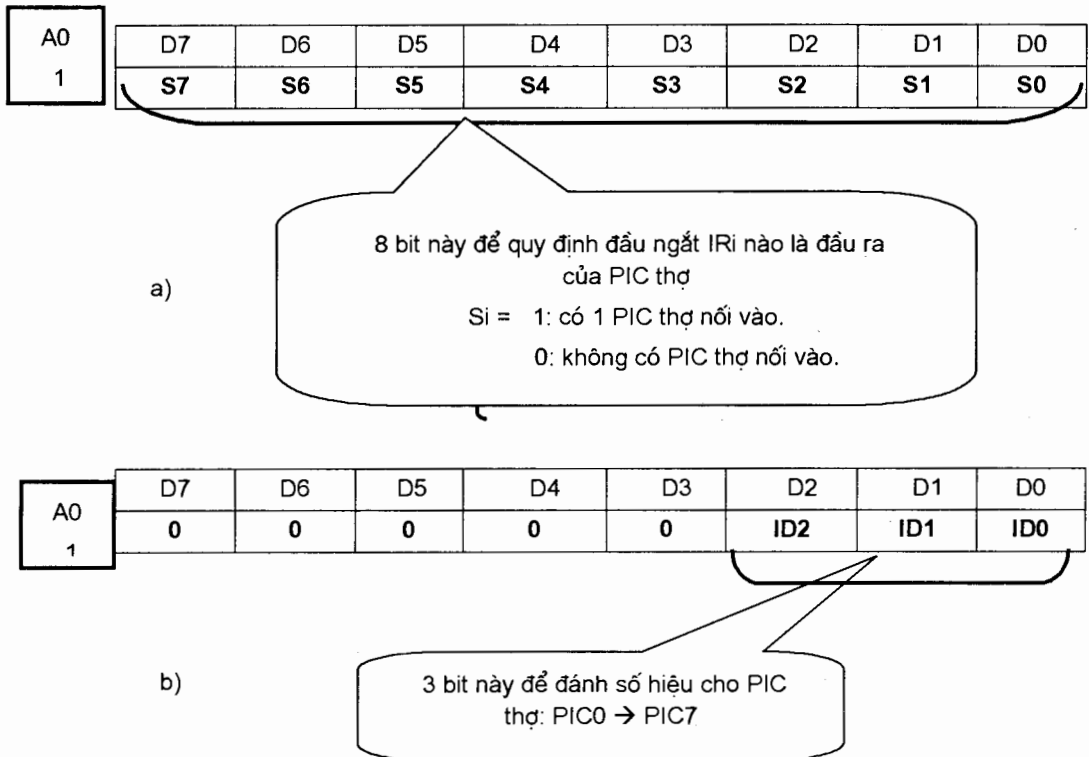 A0 D7 D6 D5 D4 D3 D2 D1 D0
1 S7 S6 S5 S4 S3 S2 S1 S0
8 bit này để quy định đầu ngắt IRi nào là đầu ra
của PIC thợ
a)
Si = 1: có 1 PIC thợ nối vào.
0: không có PIC thợ nối vào.
A0 D7 D6 D5 D4 D3 D2 D1 D0
1 0 0 0 0 0 ID2 ID1 ID0
b)
3 bit này để đánh số hiệu cho PIC
thợ: PIC0 → PIC7